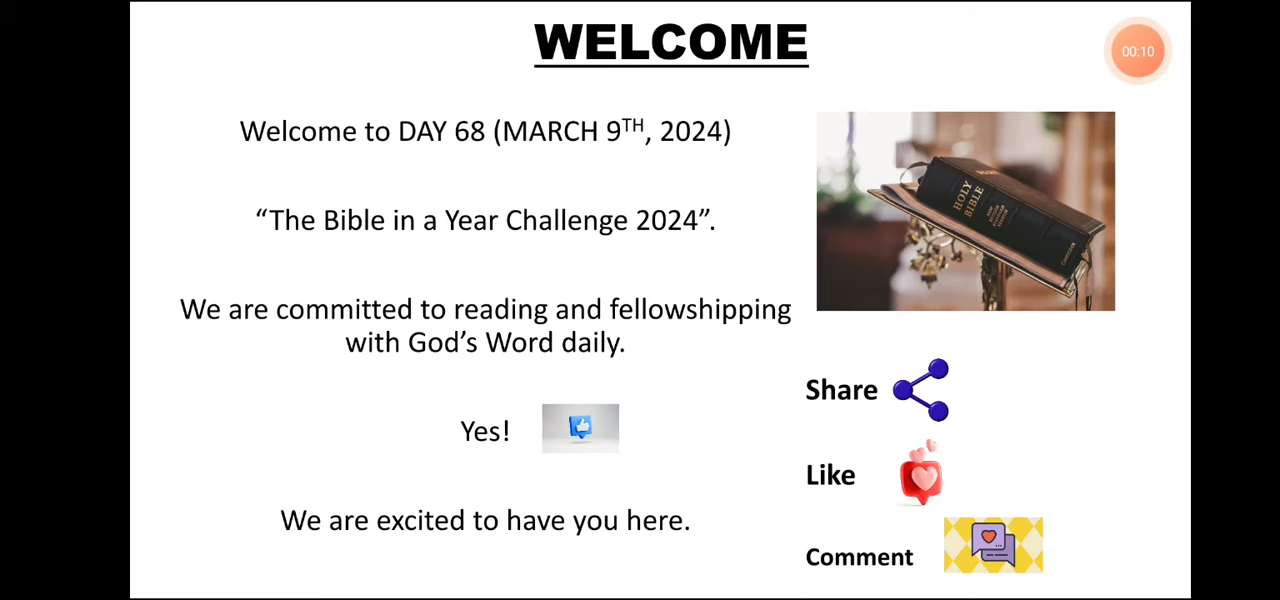 WELCOME
00:10
Welcome to DAY 68 (MARCH 9TH, 2024)
“The Bible in a Year Challenge 2024”.
We are committed to reading and fellowshipping
with God’s Word daily.
Yes!
We are excited to have you here.
HOLY
BIBLE
Share
Like
Comment